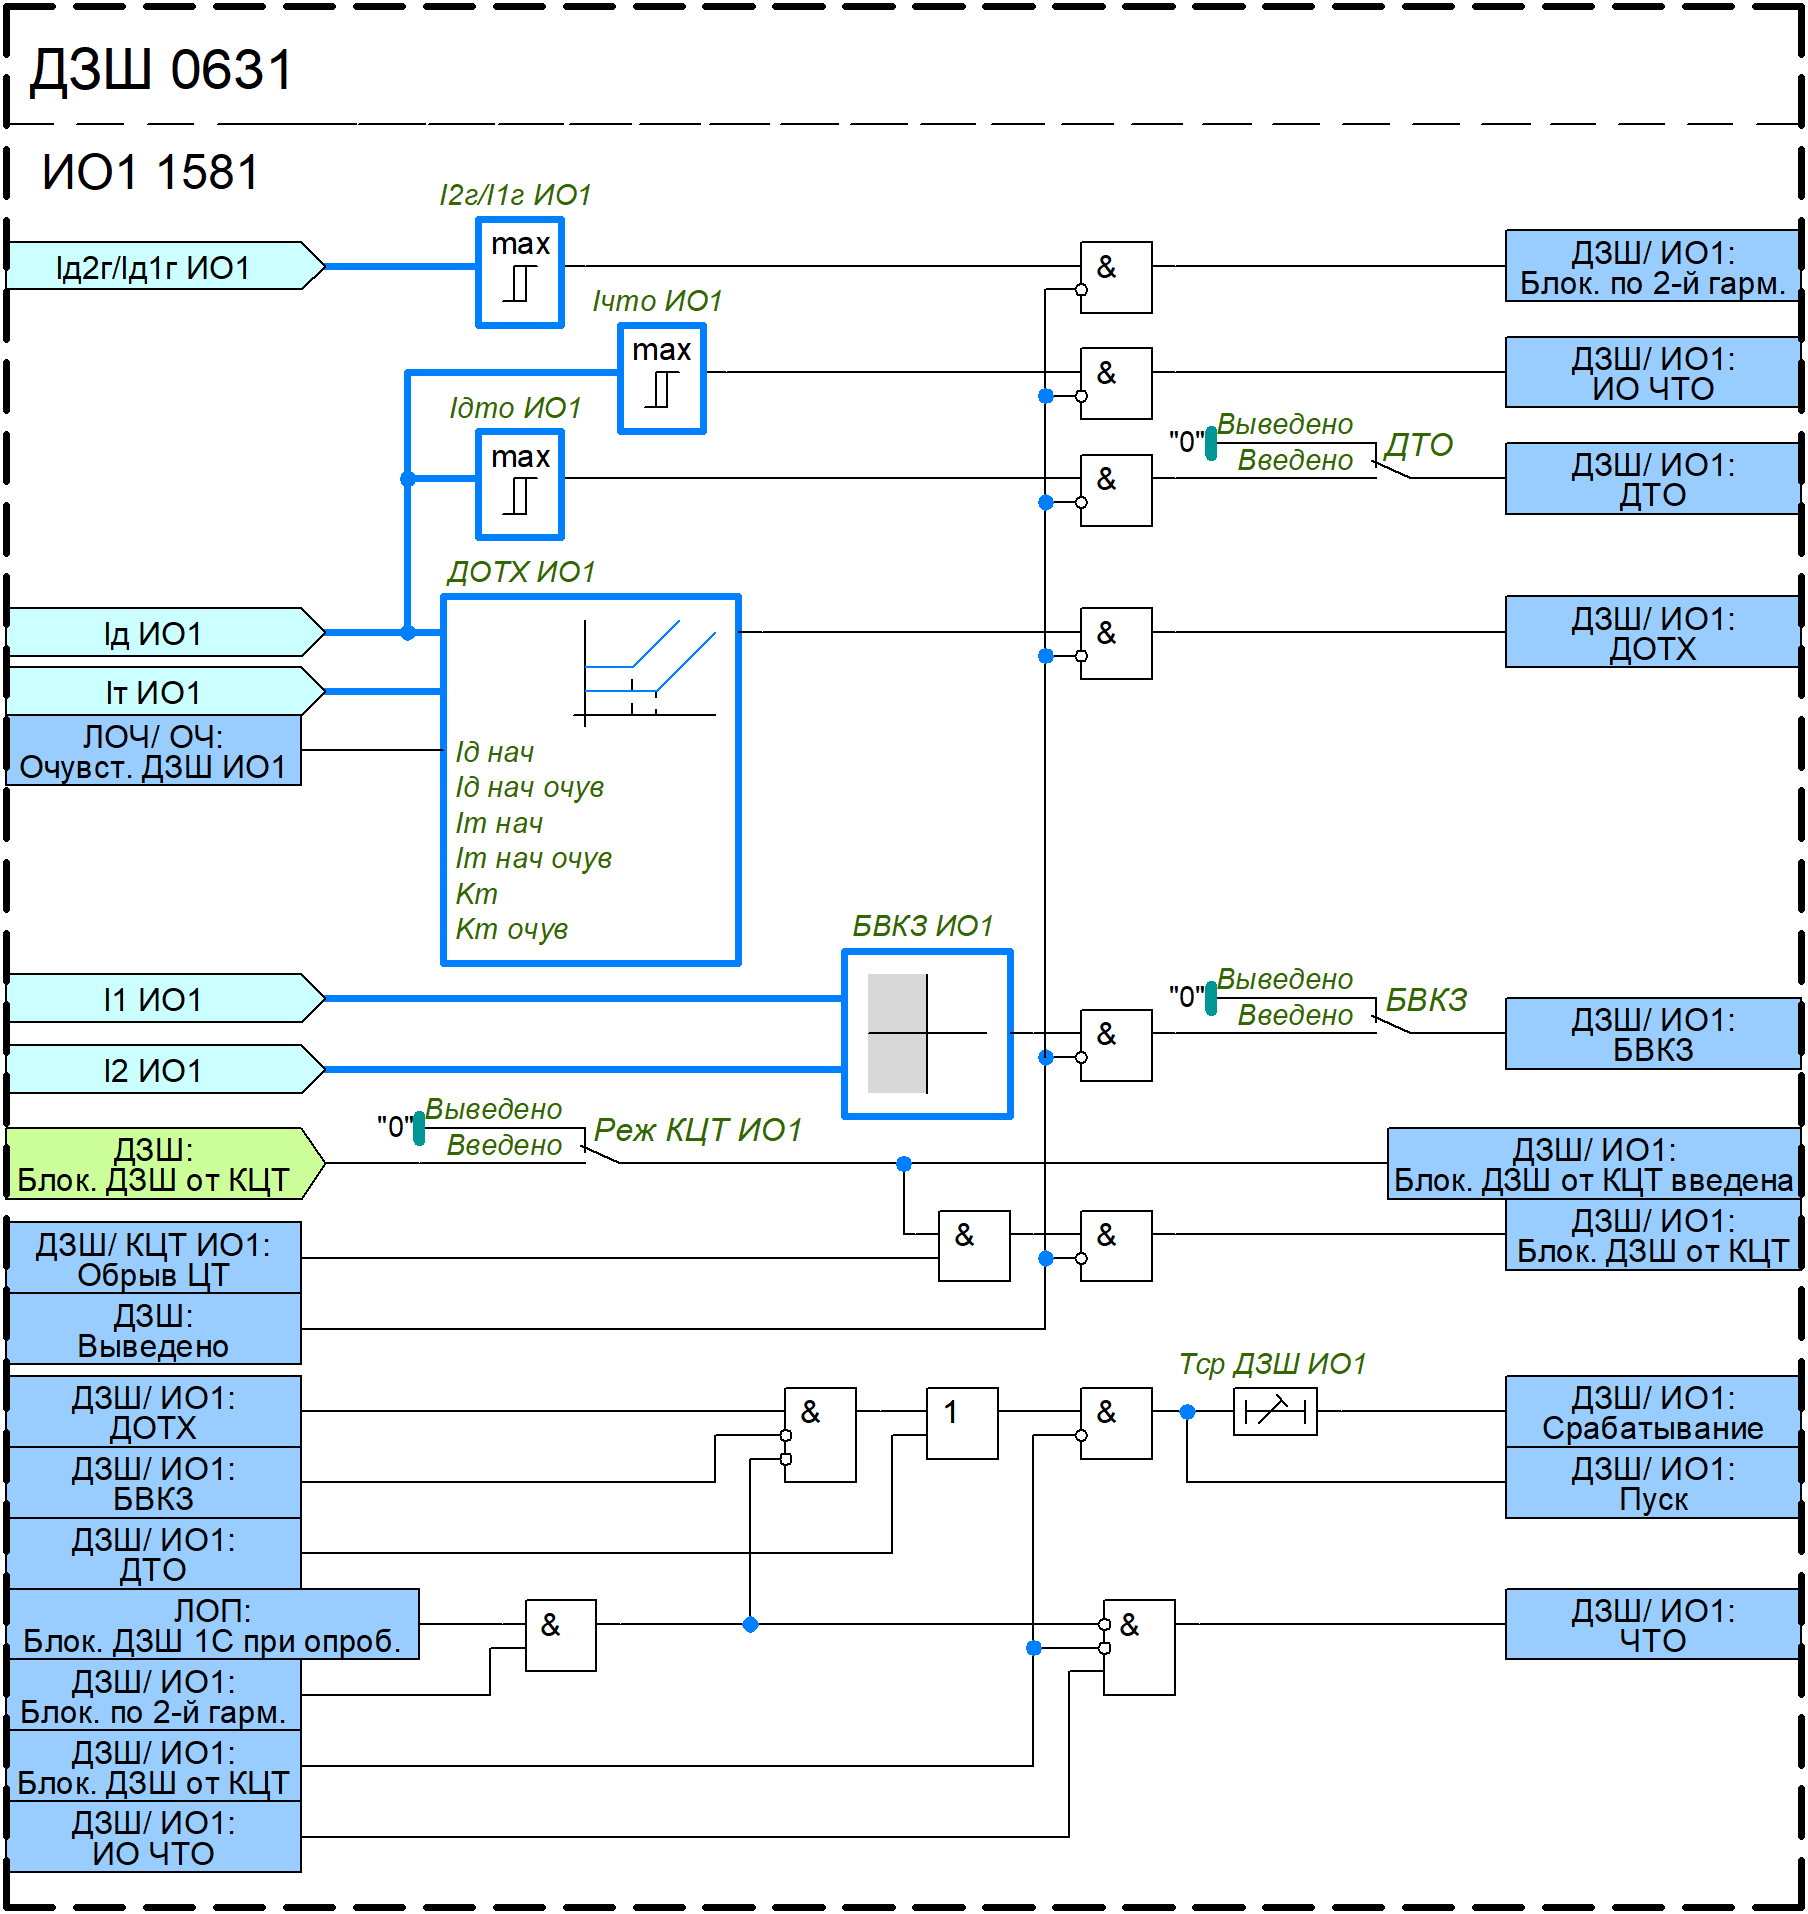 ДЗШ 0631
ИО1 1581
I2г/I1г ИО1
Iд2г/Iд1г ИО1
max
&
ДЗШ/ ИО1:
Блок. по 2-й гарм.
Iчто ИО1
max
&
ДЗШ/ ИО1:
ИО ЧТО
Iдто ИО1
max
&
"0"
Выведено
Введено
ДТО
ДЗШ/ ИО1:
ДТО
ДОТХ ИО1
Iд ИО1
Iт ИО1
ЛОЧ/ ОЧ:
Очувст. ДЗШ ИО1
Iд нач
Iд нач очув
Iт нач
Iт нач очув
Kт
Kт очув
&
ДЗШ/ ИО1:
ДОТХ
БВКЗ ИО1
I1 ИО1
I2 ИО1
&
"0"
Выведено
Введено
БВКЗ
ДЗШ/ ИО1:
БВКЗ
ДЗШ:
Блок. ДЗШ от КЦТ
"0"
Выведено
Введено
Реж КЦТ ИО1
ДЗШ/ ИО1:
Блок. ДЗШ от КЦТ введена
ДЗШ/ КЦТ ИО1:
Обрыв ЦТ
&
&
ДЗШ/ ИО1:
Блок. ДЗШ от КЦТ
ДЗШ:
Выведено
ДЗШ/ ИО1:
ДОТХ
&
1
&
Tср ДЗШ ИО1
ДЗШ/ ИО1:
Срабатывание
ДЗШ/ ИО1:
БВКЗ
ДЗШ/ ИО1:
Пуск
ДЗШ/ ИО1:
ДТО
ЛОП:
Блок. ДЗШ 1С при опроб.
&
&
ДЗШ/ ИО1:
ЧТО
ДЗШ/ ИО1:
Блок. по 2-й гарм.
ДЗШ/ ИО1:
Блок. ДЗШ от КЦТ
ДЗШ/ ИО1:
ИО ЧТО